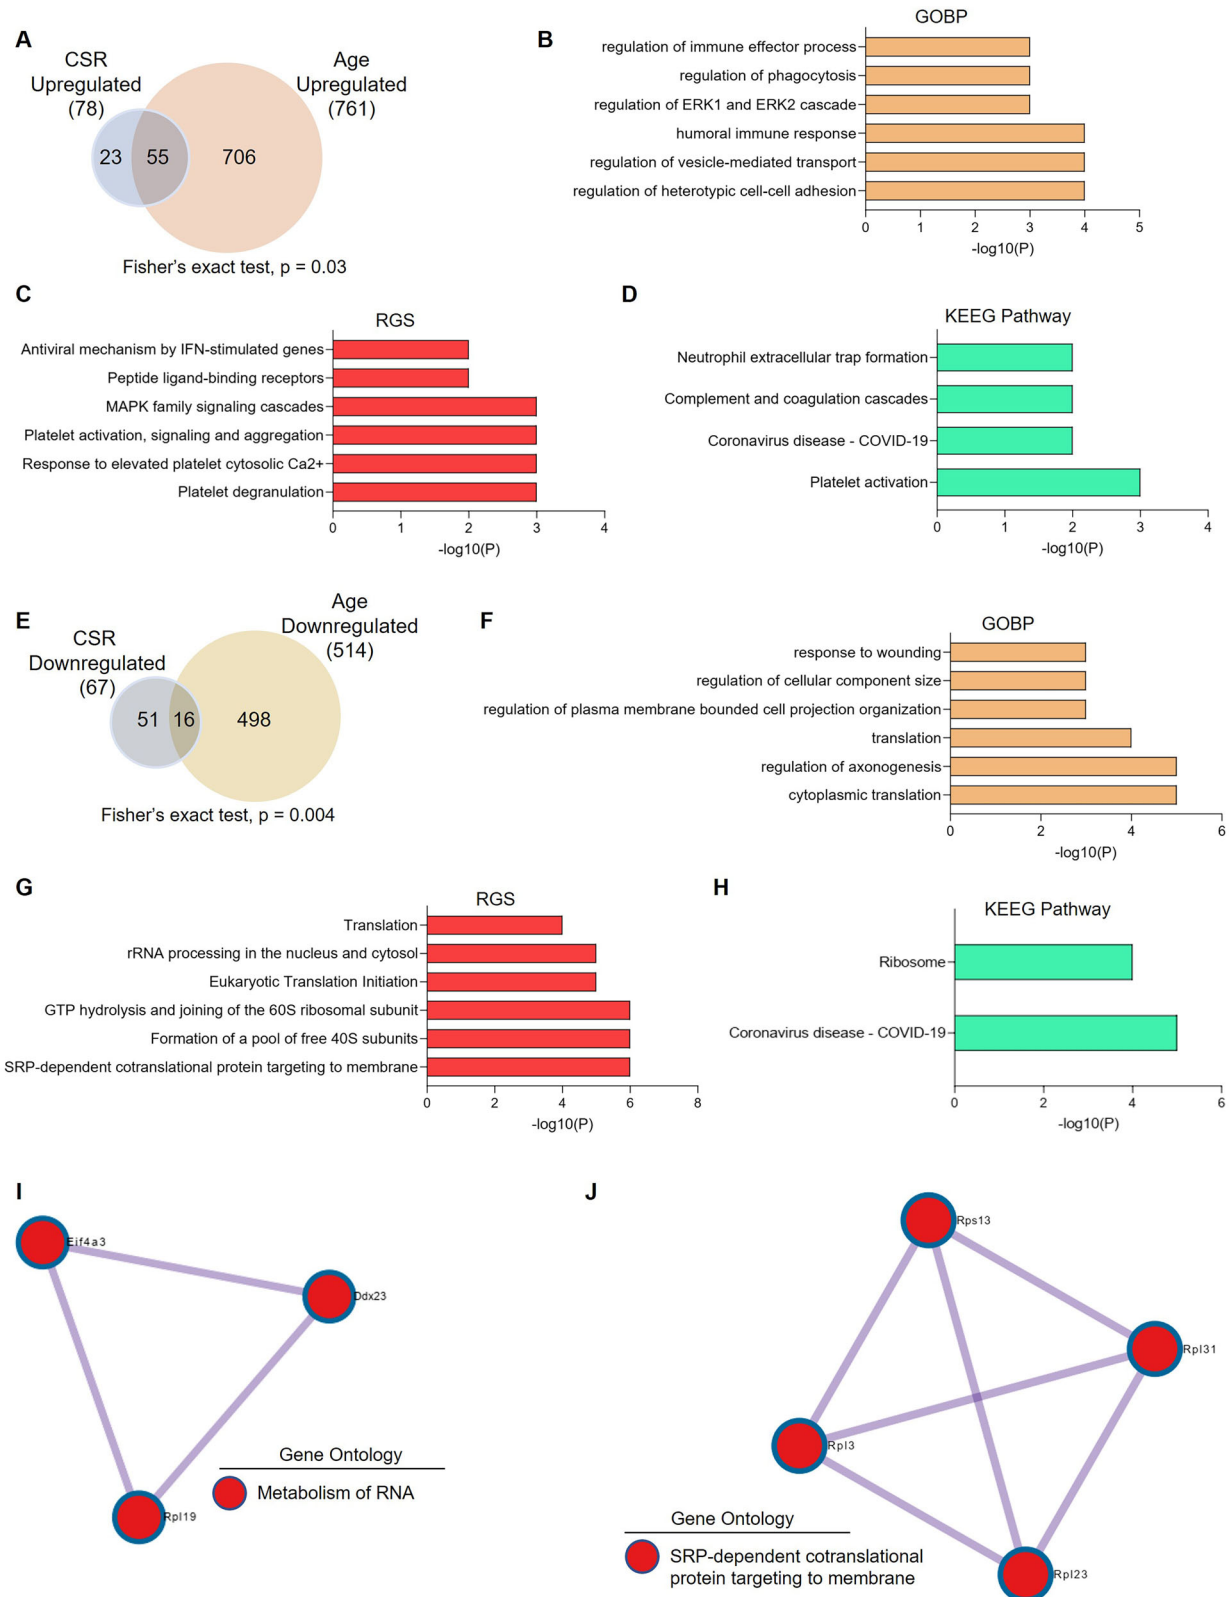 A
CSR
Upregulated
(78)
Age
Upregulated
(761)
23
55
706
Fisher's exact test, p = 0.03
B
GOBP
regulation of immune effector process
regulation of phagocytosis
regulation of ERK1 and ERK2 cascade
humoral immune response
regulation of vesicle-mediated transport
regulation of heterotypic cell-cell adhesion
0 1 2 3 4 5
-log10(P)
C
RGS
Antiviral mechanism by IFN-stimulated genes
Peptide ligand-binding receptors
MAPK family signaling cascades
Platelet activation, signaling and aggregation
Response to elevated platelet cytosolic Ca2+
Platelet degranulation
0 1 2 3 4
-log10(P)
D
KEEG Pathway
Neutrophil extracellular trap formation
Complement and coagulation cascades
Coronavirus disease - COVID-19
Platelet activation
0 1 2 3 4
-log10(P)
E
CSR
Downregulated
(67)
Age
Downregulated
(514)
51
16
498
Fisher's exact test, p = 0.004
F
GOBP
response to wounding
regulation of cellular component size
regulation of plasma membrane bounded cell projection organization
translation
regulation of axonogenesis
cytoplasmic translation
0 2 4 6
-log10(P)
G
RGS
Translation
rRNA processing in the nucleus and cytosol
Eukaryotic Translation Initiation
GTP hydrolysis and joining of the 60S ribosomal subunit
Formation of a pool of free 40S subunits
SRP-dependent cotranslational protein targeting to membrane
0 2 4 6 8
-log10(P)
H
KEEG Pathway
Ribosome
Coronavirus disease - COVID-19
0 2 4 6
-log10(P)
I
Eif4a3
Ddx23
Rpl19
Gene Ontology
Metabolism of RNA
J
Rps13
Rpl31
Rpl3
Rpl23
Gene Ontology
SRP-dependent cotranslational
protein targeting to membrane